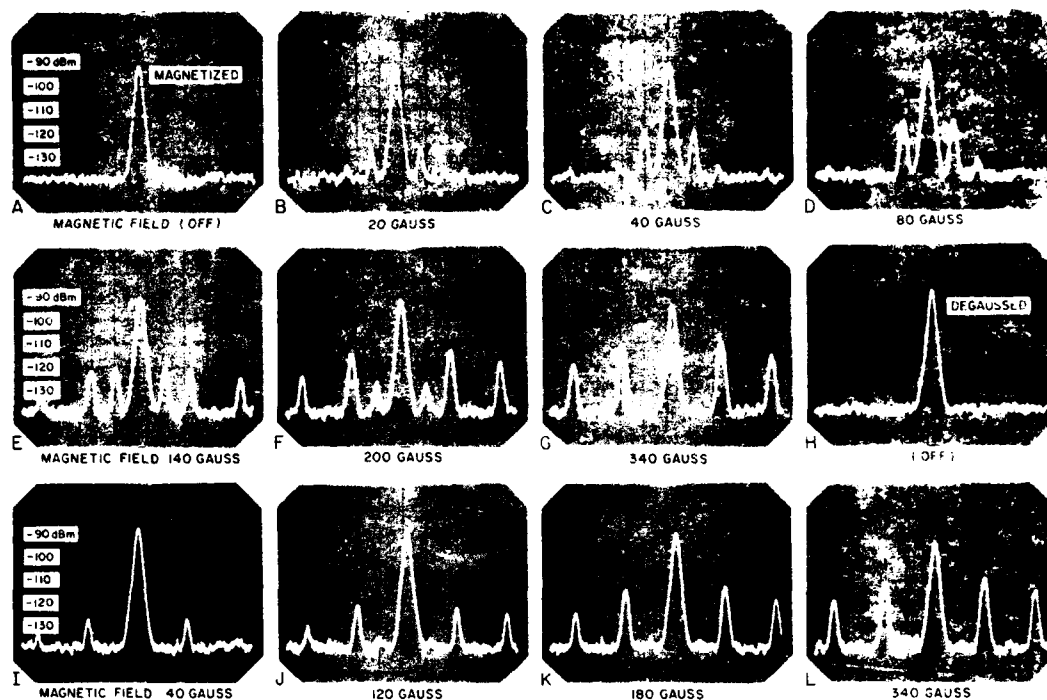 -90 dBm
MAGNETIZED
-100
-110
-120
-130
A
B
C
D
MAGNETIC FIELD (OFF)
20 GAUSS
40 GAUSS
80 GAUSS
-90 dBm
DEGAUSSED
-100
-110
-120
-130
E
F
G
H
MAGNETIC FIELD 140 GAUSS
200 GAUSS
340 GAUSS
(OFF)
-90 dBm
-100
-110
-120
-130
I
J
K
L
MAGNETIC FIELD 40 GAUSS
120 GAUSS
180 GAUSS
340 GAUSS